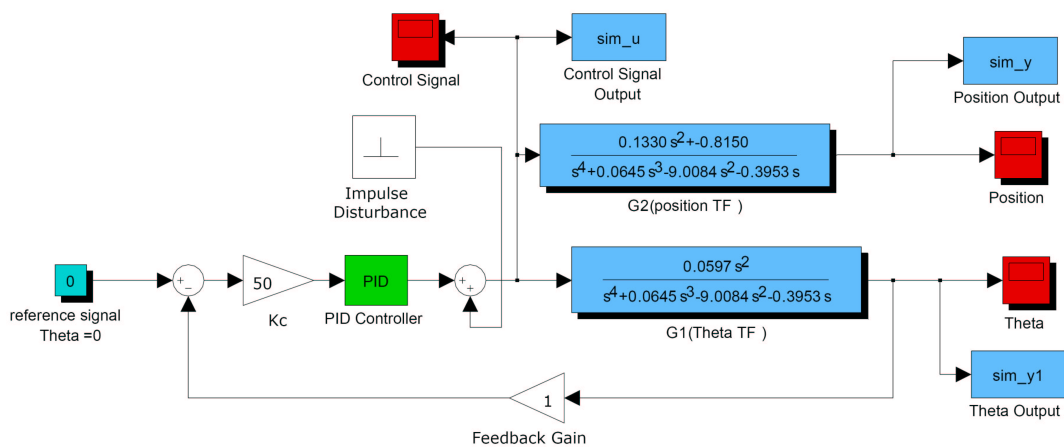 Control Signal
sim_u
Control Signal
Output
sim_y
Position Output
Impulse
Disturbance
0.1330 s²+-0.8150
s⁴+0.0645 s³-9.0084 s²-0.3953 s
G2(position TF )
Position
0
reference signal
Theta =0
+
−
50
Kc
PID
PID Controller
+
+
0.0597 s²
s⁴+0.0645 s³-9.0084 s²-0.3953 s
G1(Theta TF )
Theta
sim_y1
Theta Output
1
Feedback Gain